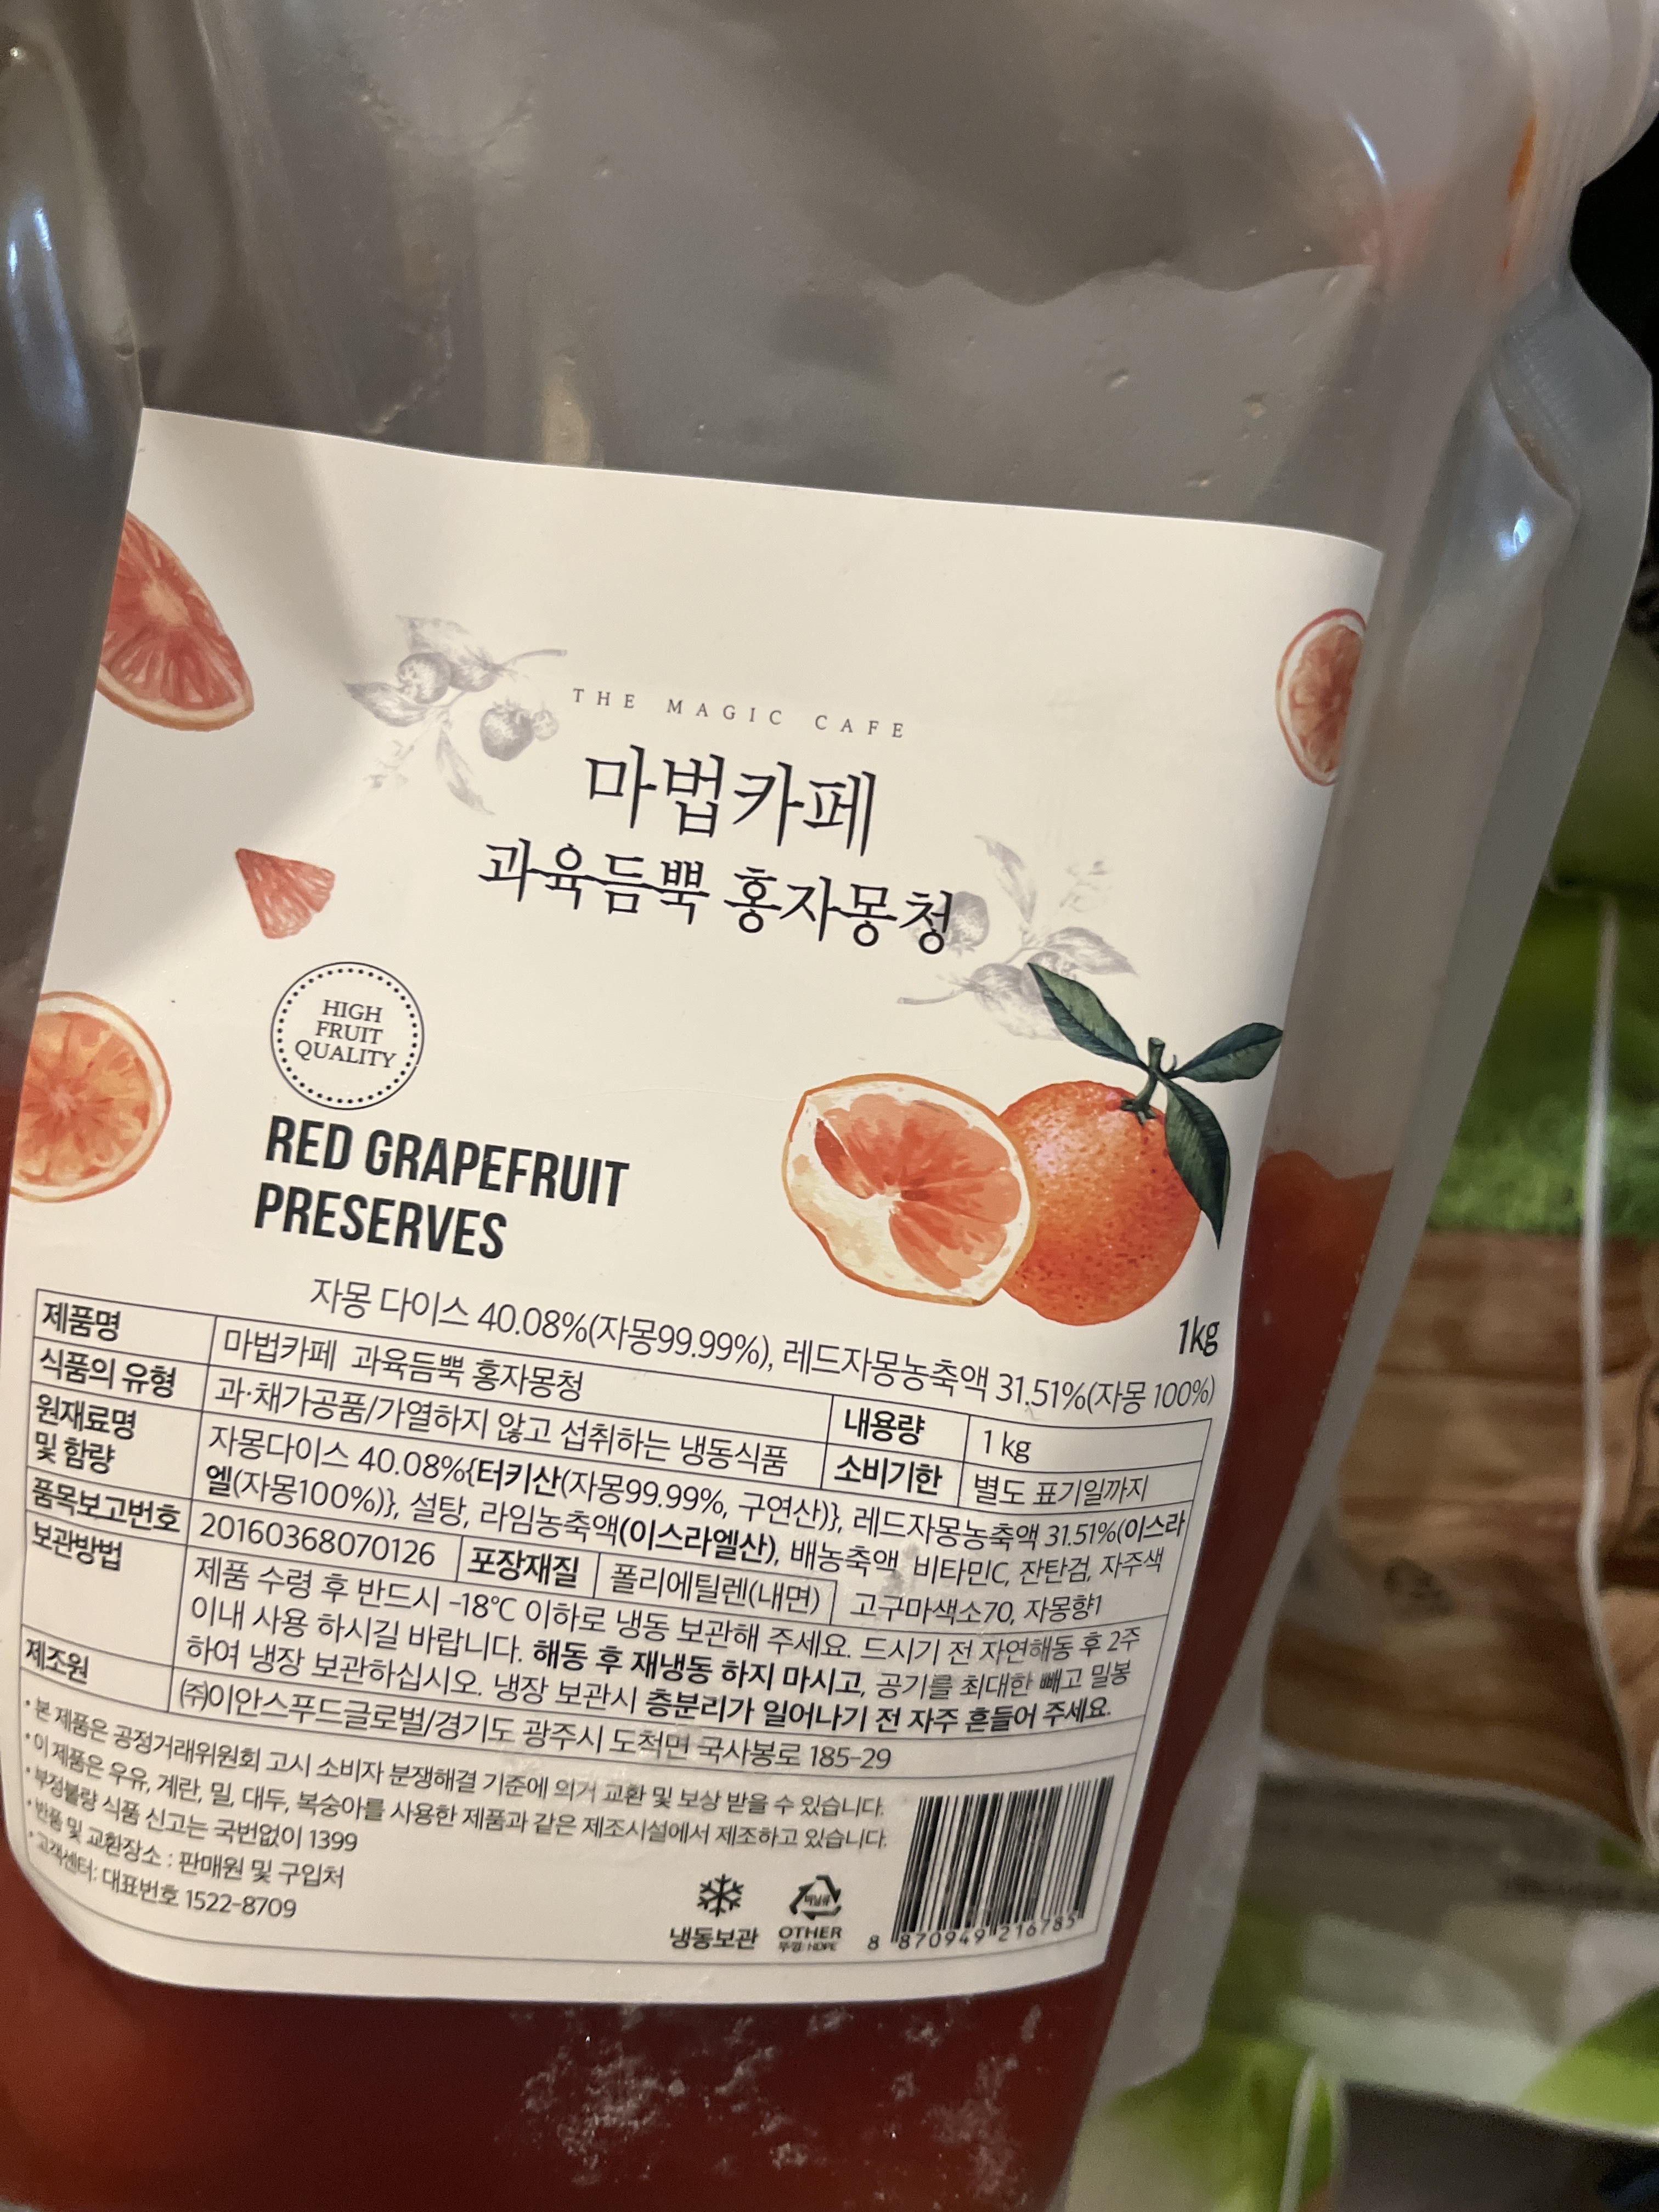 THE MAGIC CAFE
마법카페
과육듬뿍 홍자몽청
HIGH
FRUIT
QUALITY
RED GRAPEFRUIT
PRESERVES
1kg
자몽 다이스 40.08%(자몽99.99%), 레드자몽농축액 31.51%(자몽 100%)
제품명 마법카페 과육듬뿍 홍자몽청 내용량 1 kg
식품의 유형 과·채가공품/가열하지 않고 섭취하는 냉동식품 소비기한 별도 표기일까지
원재료명 및 함량 자몽다이스 40.08%{터키산(자몽99.99%, 구연산)}, 레드자몽농축액 31.51%(이스라
엘(자몽100%)}, 설탕, 라임농축액(이스라엘산), 배농축액, 비타민C, 잔탄검, 자주색
고구마색소70, 자몽향1
품목보고번호 20160368070126 포장재질 폴리에틸렌(내면)
보관방법 제품 수령 후 반드시 -18℃ 이하로 냉동 보관해 주세요. 드시기 전 자연해동 후 2주
이내 사용 하시길 바랍니다. 해동 후 재냉동 하지 마시고, 공기를 최대한 빼고 밀봉
하여 냉장 보관하십시오. 냉장 보관시 층분리가 일어나기 전 자주 흔들어 주세요.
제조원 ㈜이안스푸드글로벌/경기도 광주시 도척면 국사봉로 185-29
• 본 제품은 공정거래위원회 고시 소비자 분쟁해결 기준에 의거 교환 및 보상 받을 수 있습니다.
• 이 제품은 우유, 계란, 밀, 대두, 복숭아를 사용한 제품과 같은 제조시설에서 제조하고 있습니다.
• 부정불량 식품 신고는 국번없이 1399
• 반품 및 교환장소 : 판매원 및 구입처
• 고객센터: 대표번호 1522-8709
냉동보관
비닐류
OTHER
뚜껑: HDPE
8 870949 216785